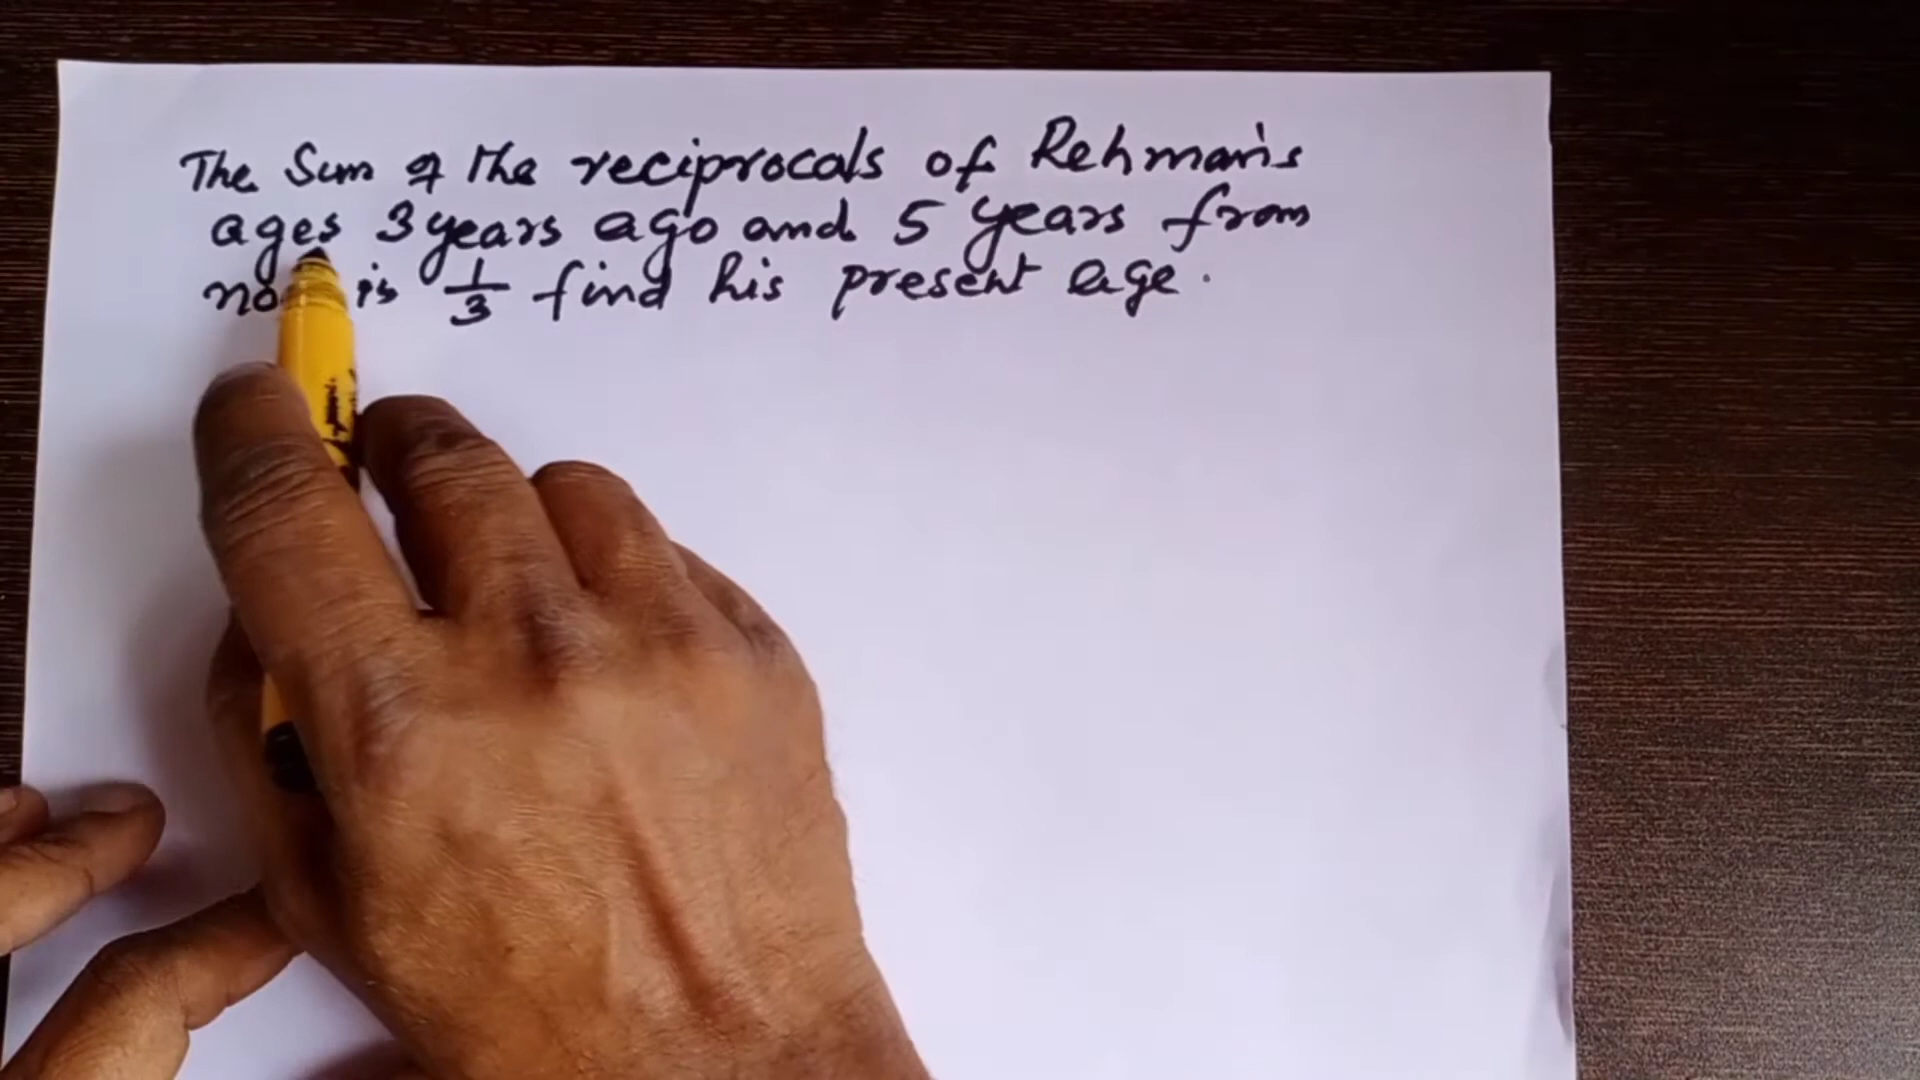 The Sum of the reciprocals of Rehman's
ages 3 years ago and 5 years from
is 1/3 find his present age.